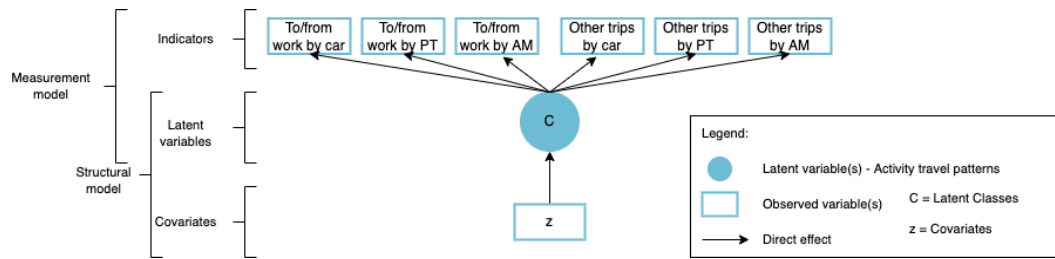 Measurement
model
Structural
model
Indicators
Latent
variables
Covariates
To/from
work by car
To/from
work by PT
To/from
work by AM
Other trips
by car
Other trips
by PT
Other trips
by AM
C
z
Legend:
Latent variable(s) - Activity travel patterns
Observed variable(s)
C = Latent Classes
Direct effect
z = Covariates